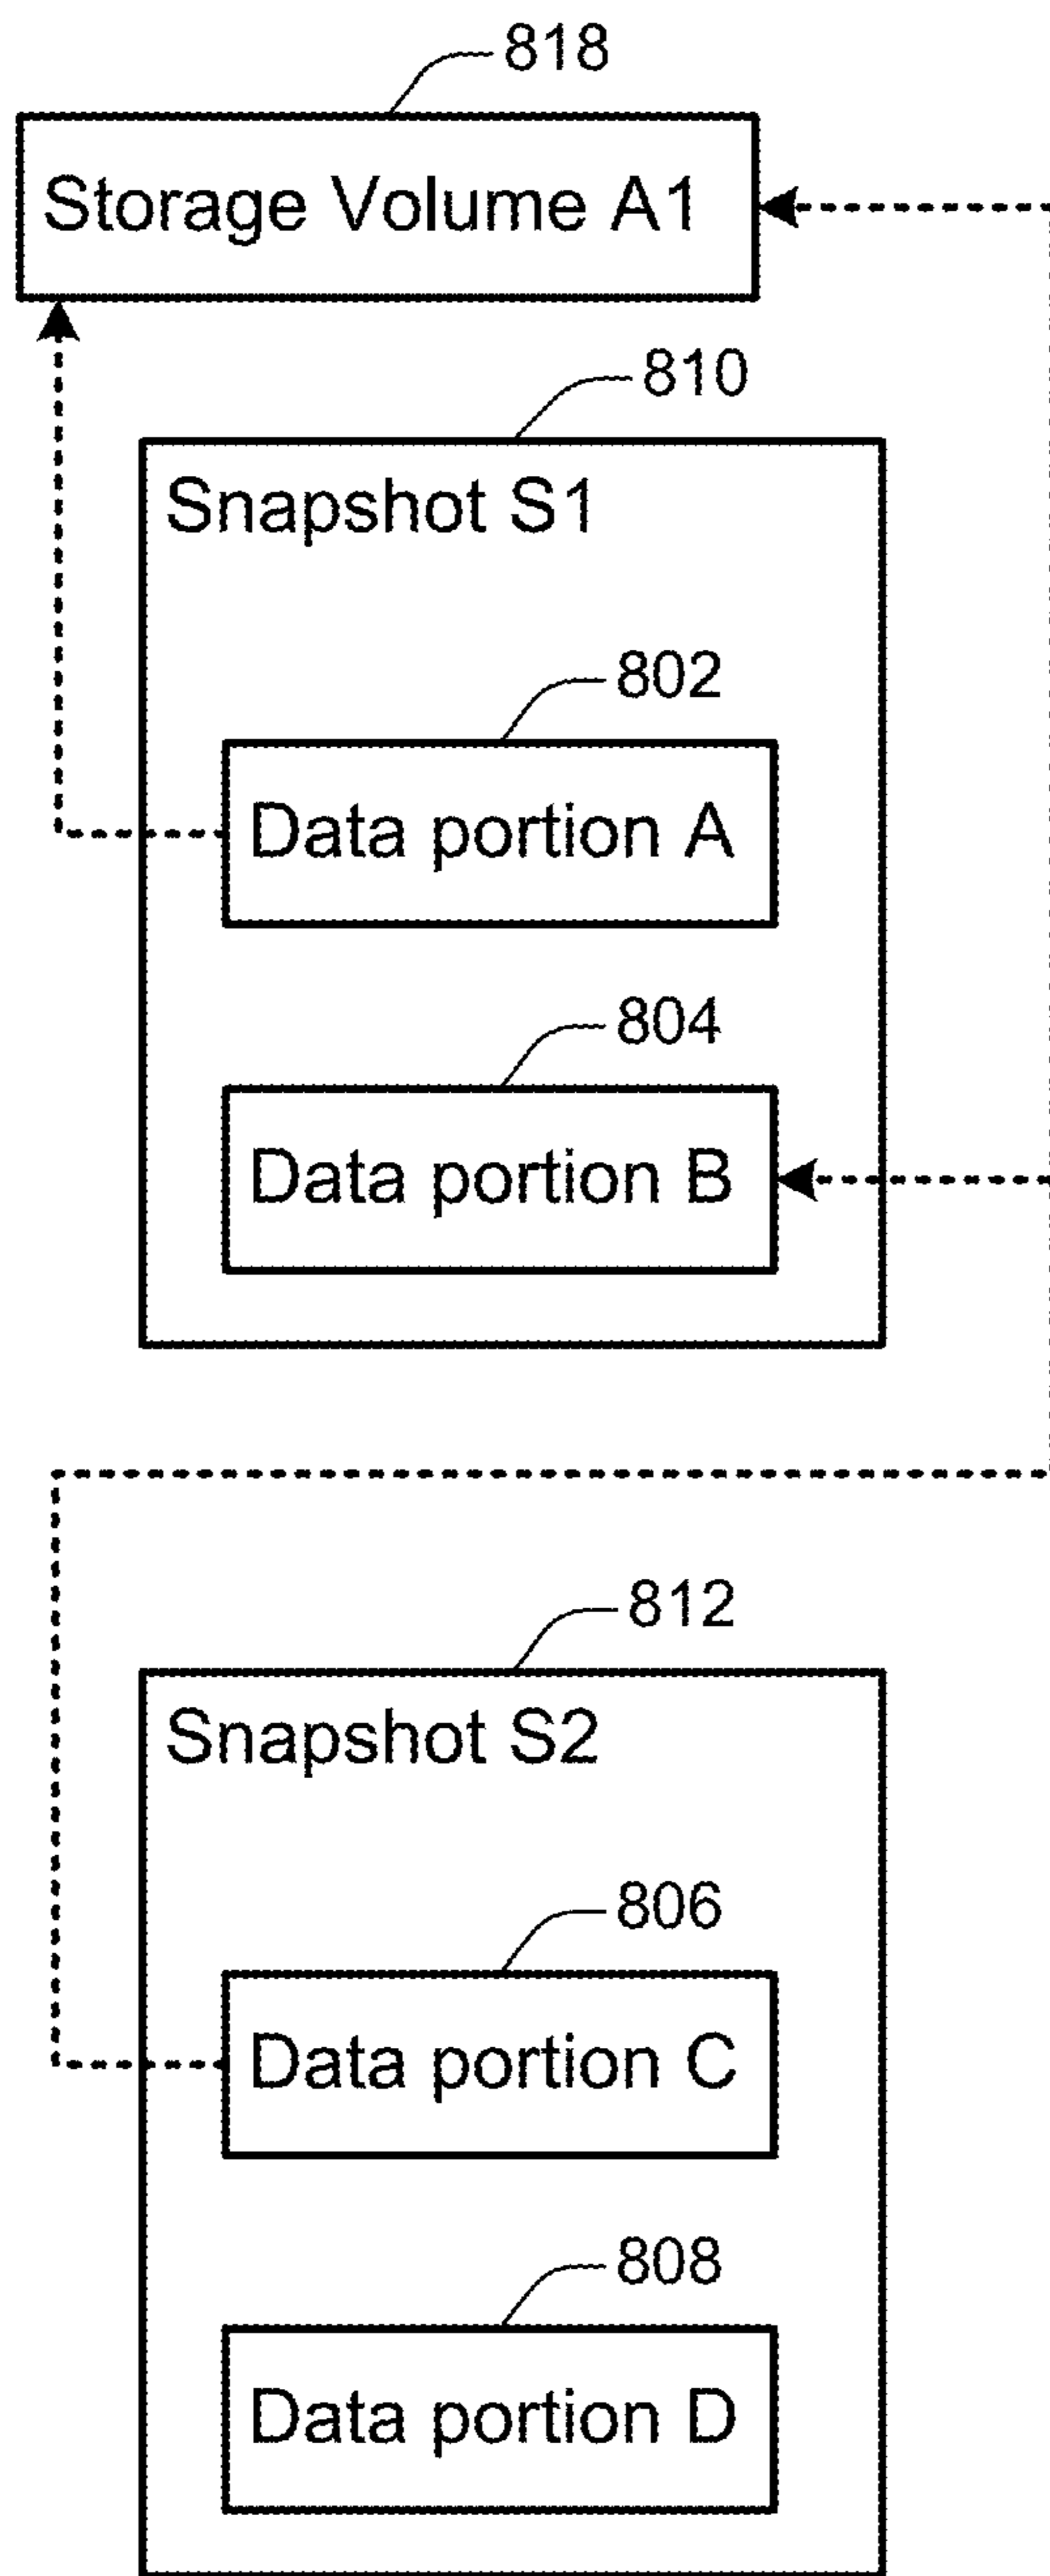 818
Storage Volume A1
810
Snapshot S1
802
Data portion A
804
Data portion B
812
Snapshot S2
806
Data portion C
808
Data portion D